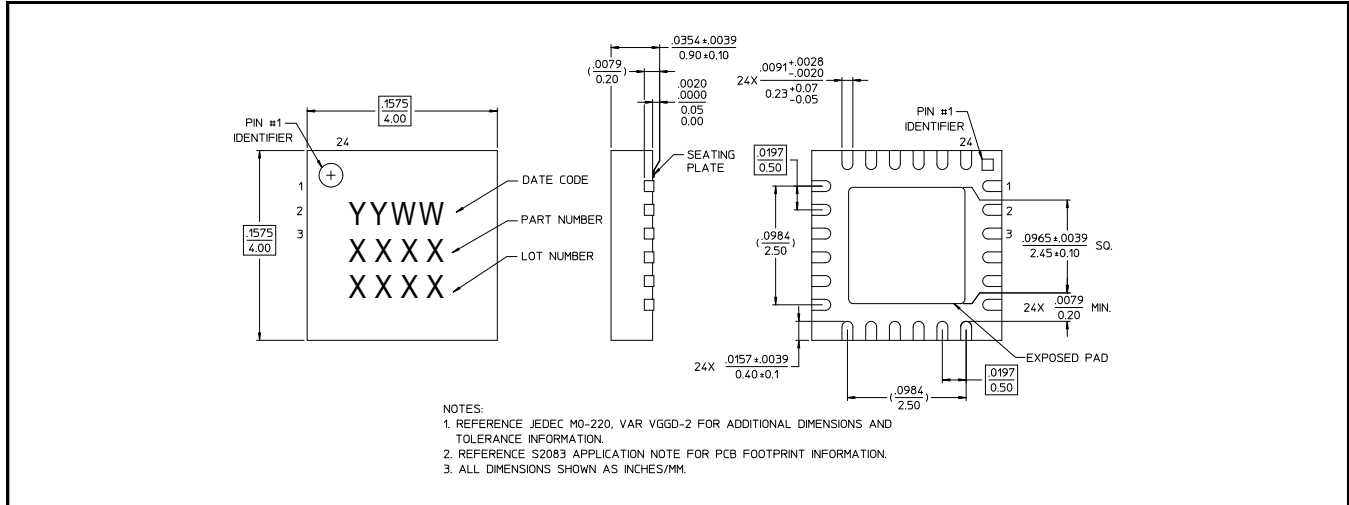 .1575
4.00
PIN #1
IDENTIFIER
24
.1575
4.00
1
2
3
YYWW
XXXX
XXXX
DATE CODE
PART NUMBER
LOT NUMBER
.0354±.0039
0.90±0.10
(.0079
0.20)
.0020
.0000
0.05
0.00
SEATING
PLATE
24X .0091+.0028
-.0020
0.23+0.07
-0.05
PIN #1
IDENTIFIER
24
.0197
0.50
(.0984
2.50)
1
2
3
.0965±.0039
2.45±0.10 SQ.
24X .0079
0.20 MIN.
24X .0157±.0039
0.40±0.1
EXPOSED PAD
.0197
0.50
(.0984
2.50)
NOTES:
1. REFERENCE JEDEC MO-220, VAR VGGD-2 FOR ADDITIONAL DIMENSIONS AND
TOLERANCE INFORMATION.
2. REFERENCE S2083 APPLICATION NOTE FOR PCB FOOTPRINT INFORMATION.
3. ALL DIMENSIONS SHOWN AS INCHES/MM.